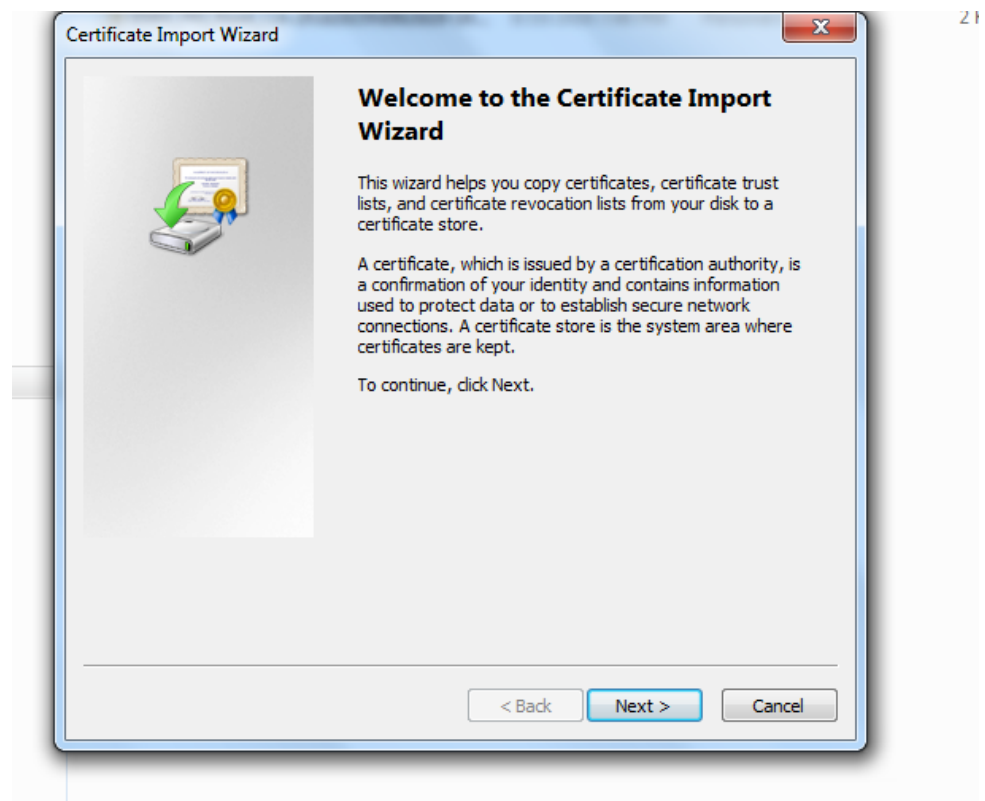 Certificate Import Wizard
Welcome to the Certificate Import
Wizard
This wizard helps you copy certificates, certificate trust
lists, and certificate revocation lists from your disk to a
certificate store.
A certificate, which is issued by a certification authority, is
a confirmation of your identity and contains information
used to protect data or to establish secure network
connections. A certificate store is the system area where
certificates are kept.
To continue, click Next.
< Back Next > Cancel